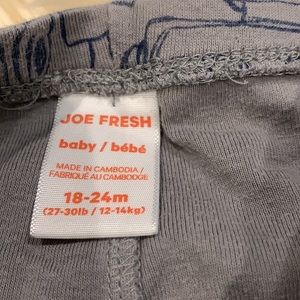 JOE FRESH
baby / bébé
MADE IN CAMBODIA /
FABRIQUÉ AU CAMBODGE
18-24m
(27-30lb / 12-14kg)